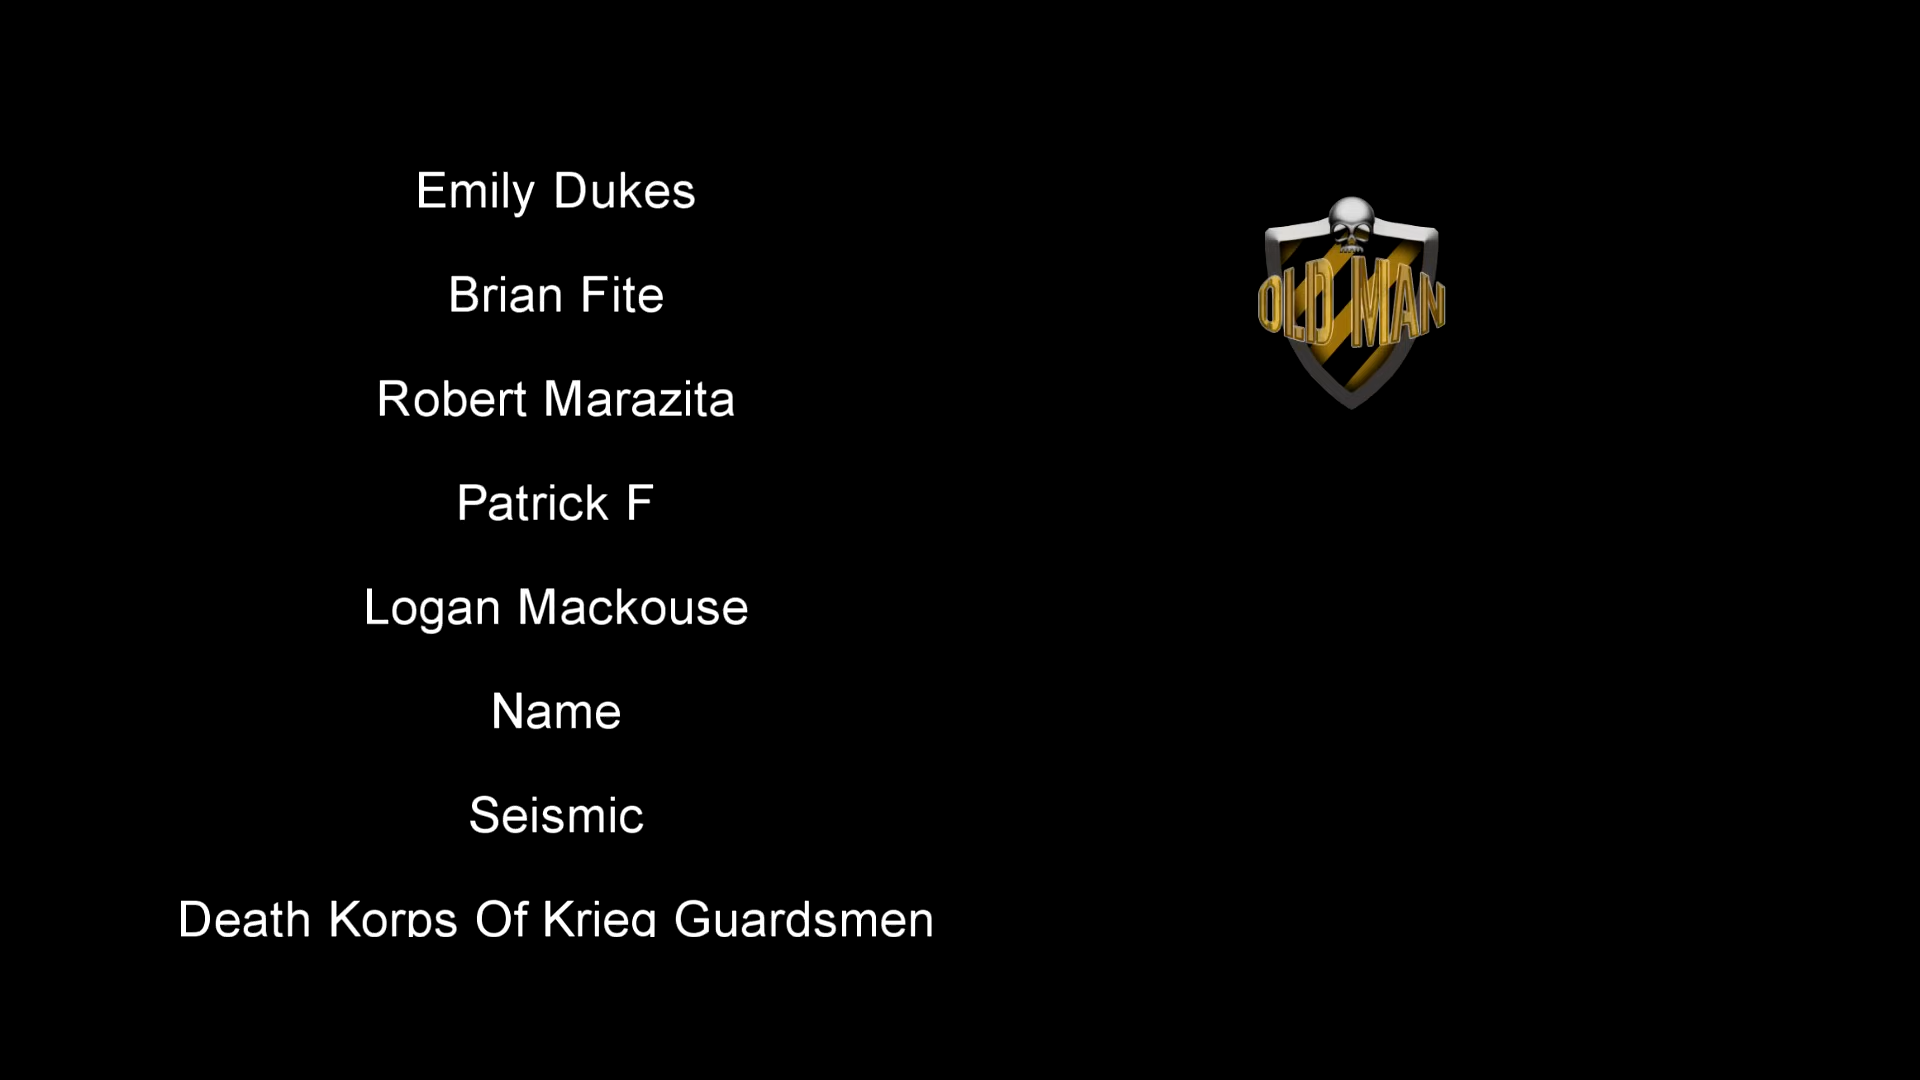 Emily Dukes
Brian Fite
Robert Marazita
Patrick F
Logan Mackouse
Name
Seismic
Death Korps Of Krieg Guardsmen
OLD MAN